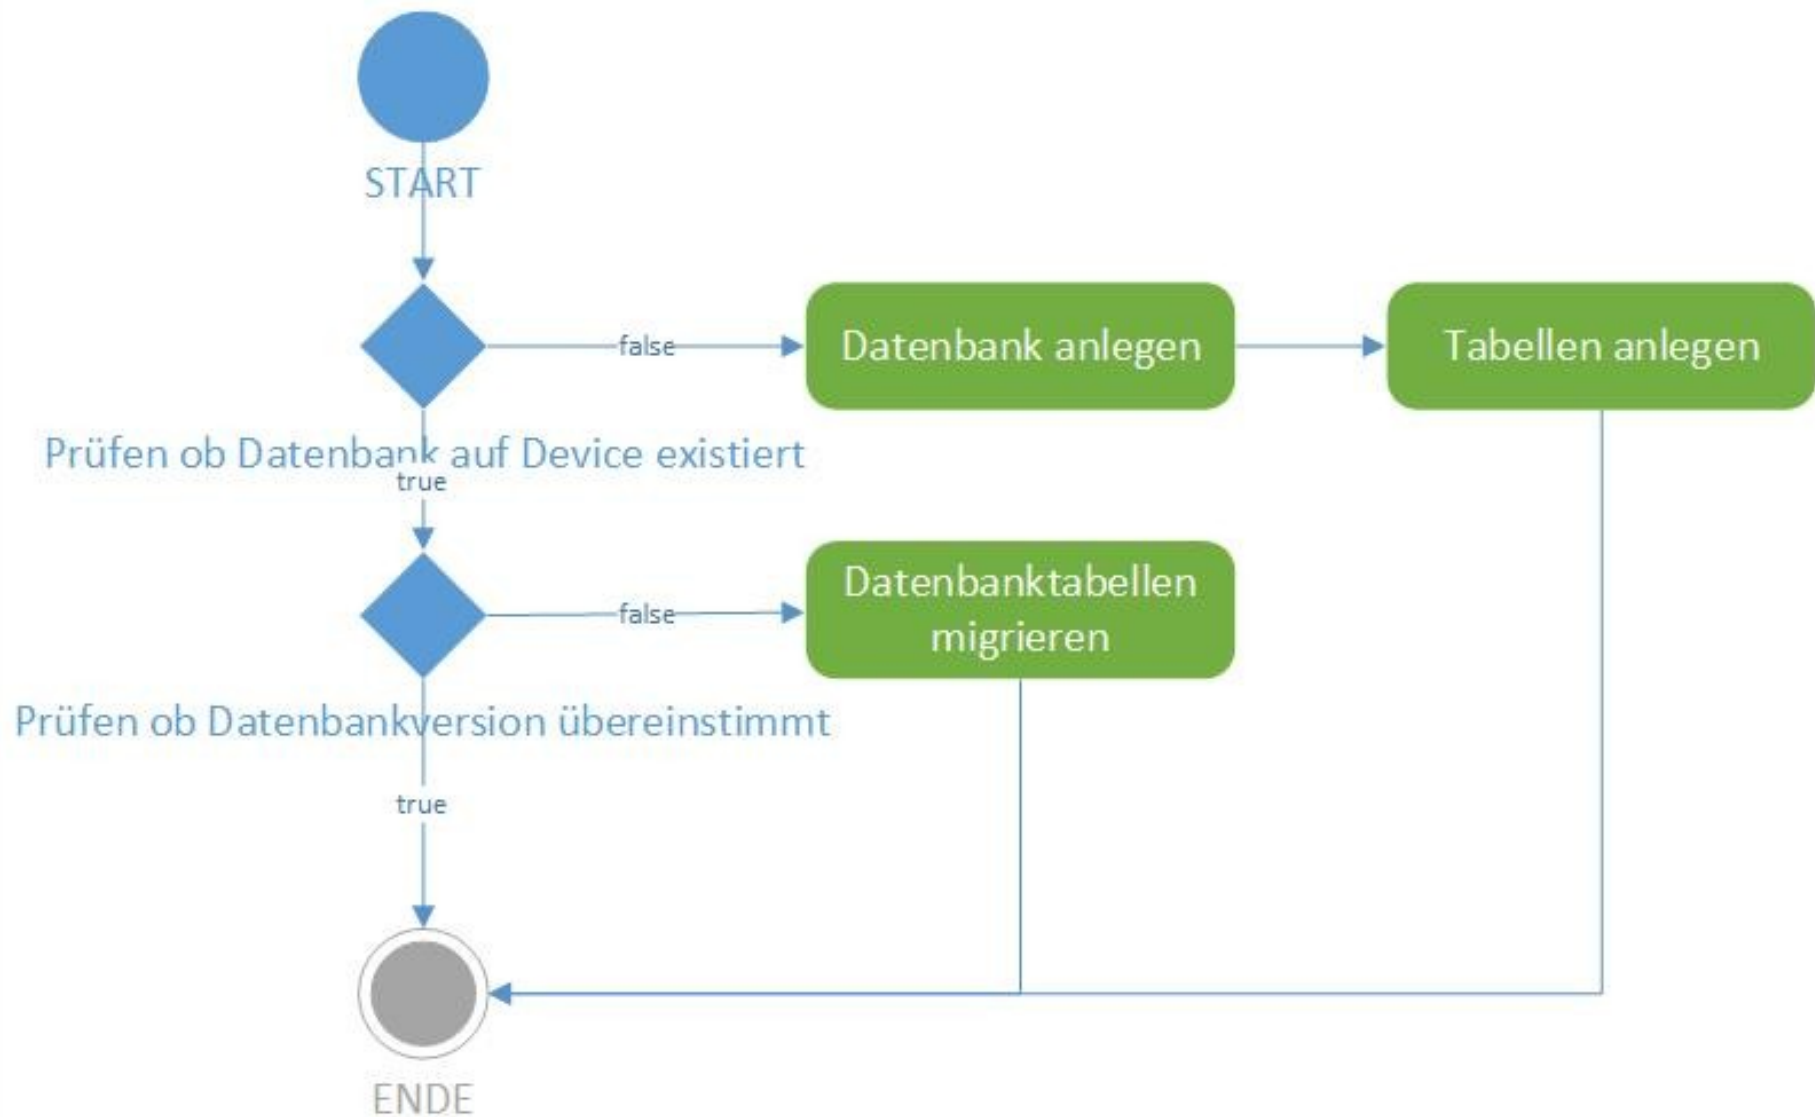 START
false
Datenbank anlegen
Tabellen anlegen
Prüfen ob Datenbank auf Device existiert
true
false
Datenbanktabellen
migrieren
Prüfen ob Datenbankversion übereinstimmt
true
ENDE